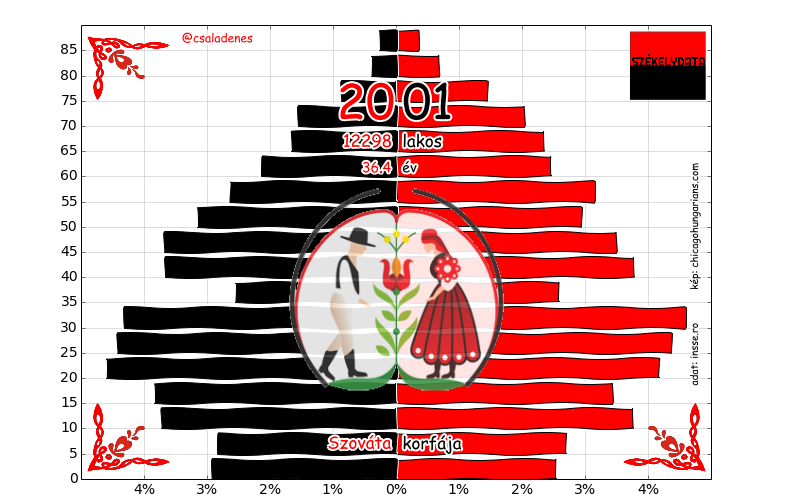 @csaladenes
SZÉKELYDATA
2001
12298 lakos
36.4 év
kép: chicagohungarians.com
adat: insse.ro
Szováta korfája
85
80
75
70
65
60
55
50
45
40
35
30
25
20
15
10
5
0
4% 3% 2% 1% 0% 1% 2% 3% 4%